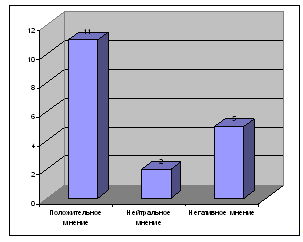 12
10
8
6
4
2
0
11
2
5
Положительное
мнение
Нейтральное
мнение
Негативное мнение